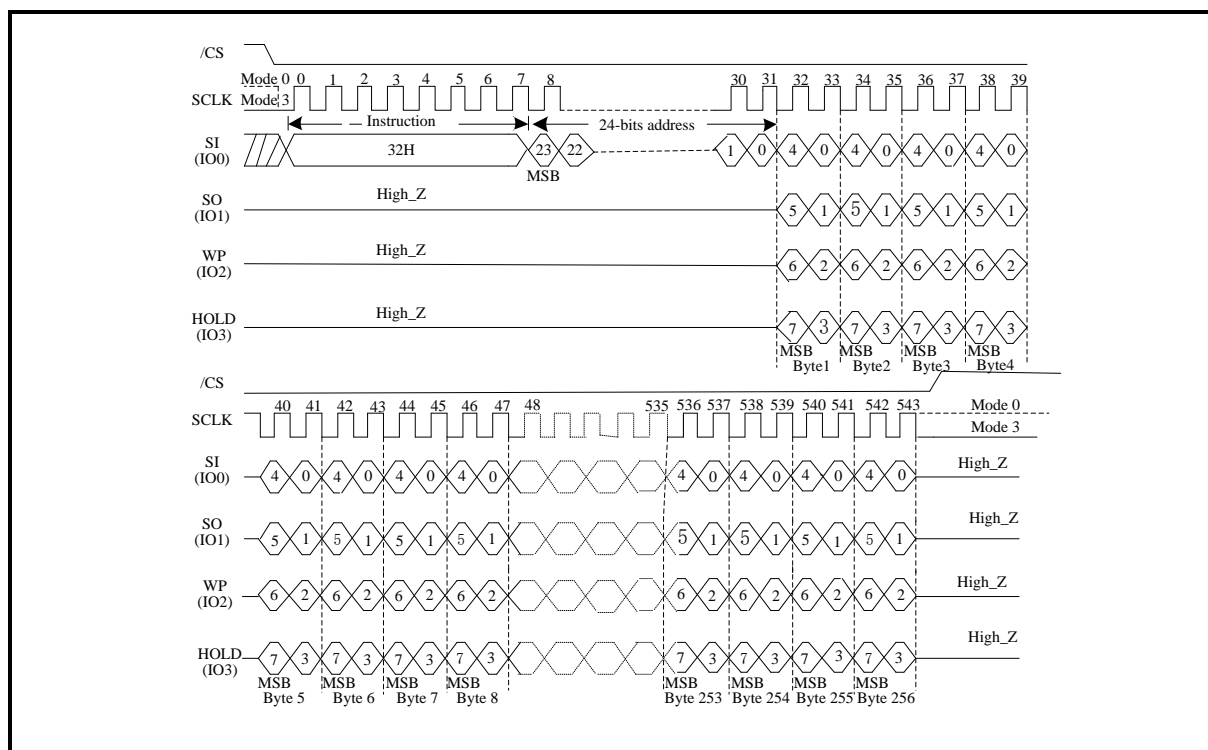 /CS
Mode 0 0 1 2 3 4 5 6 7 8 30 31 32 33 34 35 36 37 38 39
SCLK Mode 3
Instruction 24-bits address
SI
(IO0) 32H 23 22 1 0 4 0 4 0 4 0 4 0
MSB
SO
(IO1) High_Z 5 1 5 1 5 1 5 1
WP
(IO2) High_Z 6 2 6 2 6 2 6 2
HOLD
(IO3) High_Z 7 3 7 3 7 3 7 3
MSB MSB MSB MSB
Byte1 Byte2 Byte3 Byte4
/CS
40 41 42 43 44 45 46 47 48 535 536 537 538 539 540 541 542 543 Mode 0
SCLK
Mode 3
SI
(IO0) 4 0 4 0 4 0 4 0 4 0 4 0 4 0 4 0 High_Z
SO
(IO1) 5 1 5 1 5 1 5 1 5 1 5 1 5 1 5 1 High_Z
WP
(IO2) 6 2 6 2 6 2 6 2 6 2 6 2 6 2 6 2 High_Z
HOLD
(IO3) 7 3 7 3 7 3 7 3 7 3 7 3 7 3 7 3 High_Z
MSB MSB MSB MSB MSB MSB MSB MSB
Byte 5 Byte 6 Byte 7 Byte 8 Byte 253 Byte 254 Byte 255 Byte 256